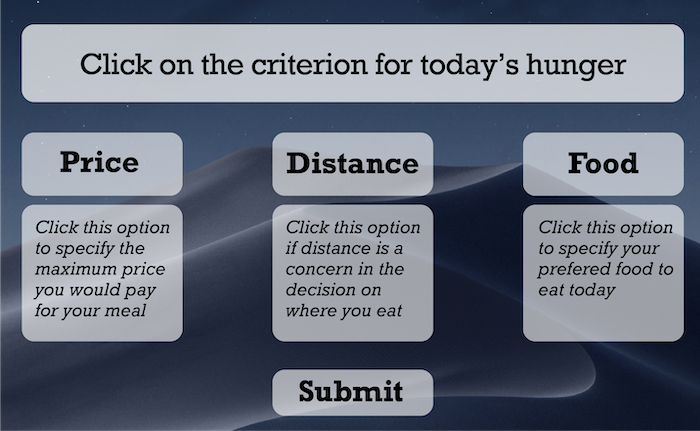 Click on the criterion for today's hunger
Price
Distance
Food
Click this option
to specify the
maximum price
you would pay
for your meal
Click this option
if distance is a
concern in the
decision on
where you eat
Click this option
to specify your
prefered food to
eat today
Submit